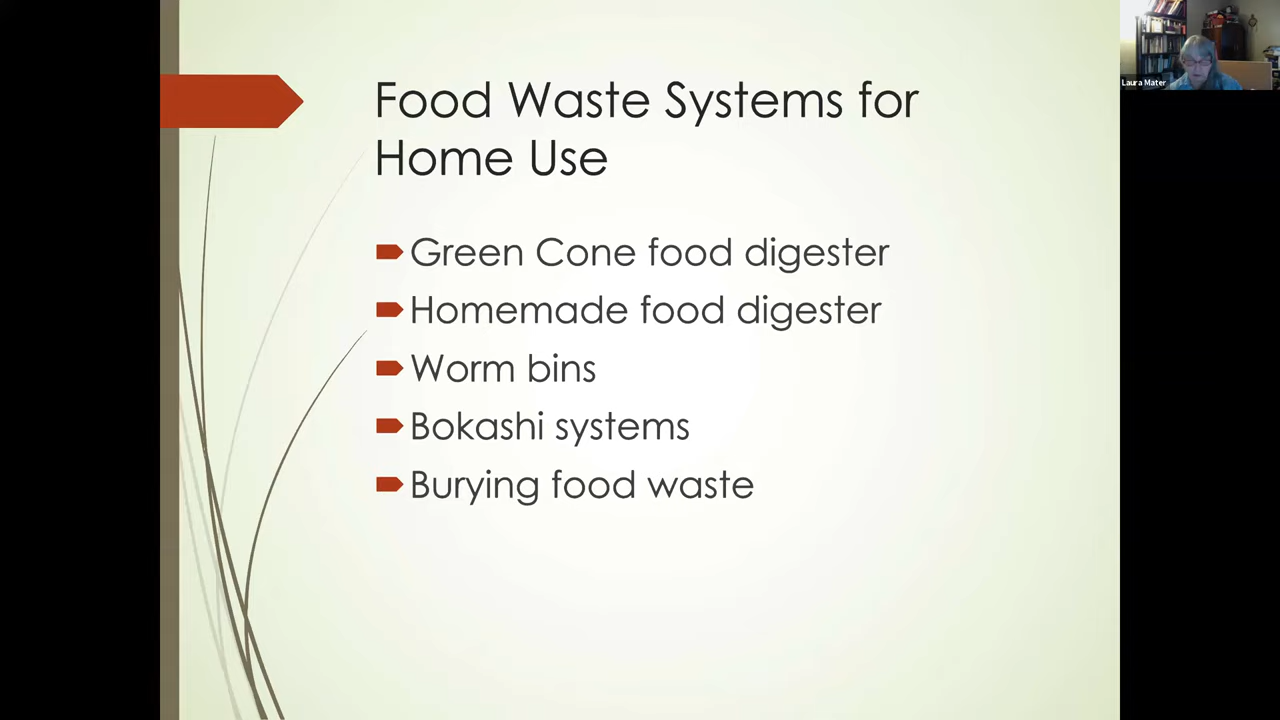 Food Waste Systems for
Home Use
Green Cone food digester
Homemade food digester
Worm bins
Bokashi systems
Burying food waste
Laura Mater